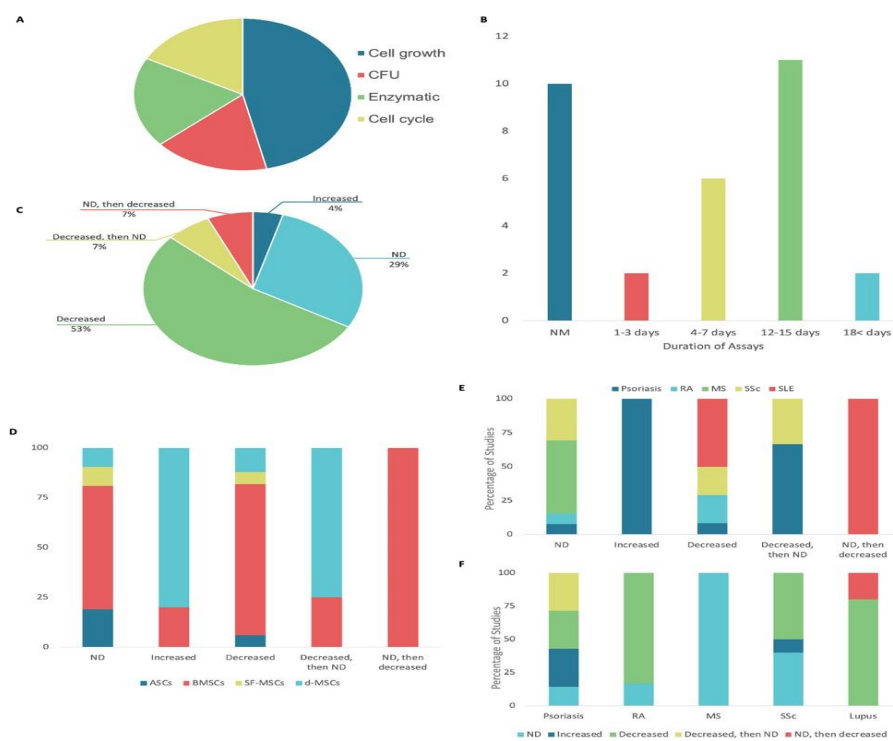 A
Cell growth
CFU
Enzymatic
Cell cycle
B
12
10
8
6
4
2
0
NM
1-3 days
4-7 days
12-15 days
18< days
Duration of Assays
C
ND, then decreased
7%
Increased
4%
Decreased, then ND
7%
ND
29%
Decreased
53%
D
100
75
50
25
0
ND
Increased
Decreased
Decreased,
then ND
ND, then
decreased
ASCs
BMSCs
SF-MSCs
d-MSCs
E
Psoriasis
RA
MS
SSc
SLE
Percentage of Studies
100
75
50
25
0
ND
Increased
Decreased
Decreased,
then ND
ND, then
decreased
F
Percentage of Studies
100
75
50
25
0
Psoriasis
RA
MS
SSc
Lupus
ND
Increased
Decreased
Decreased, then ND
ND, then decreased